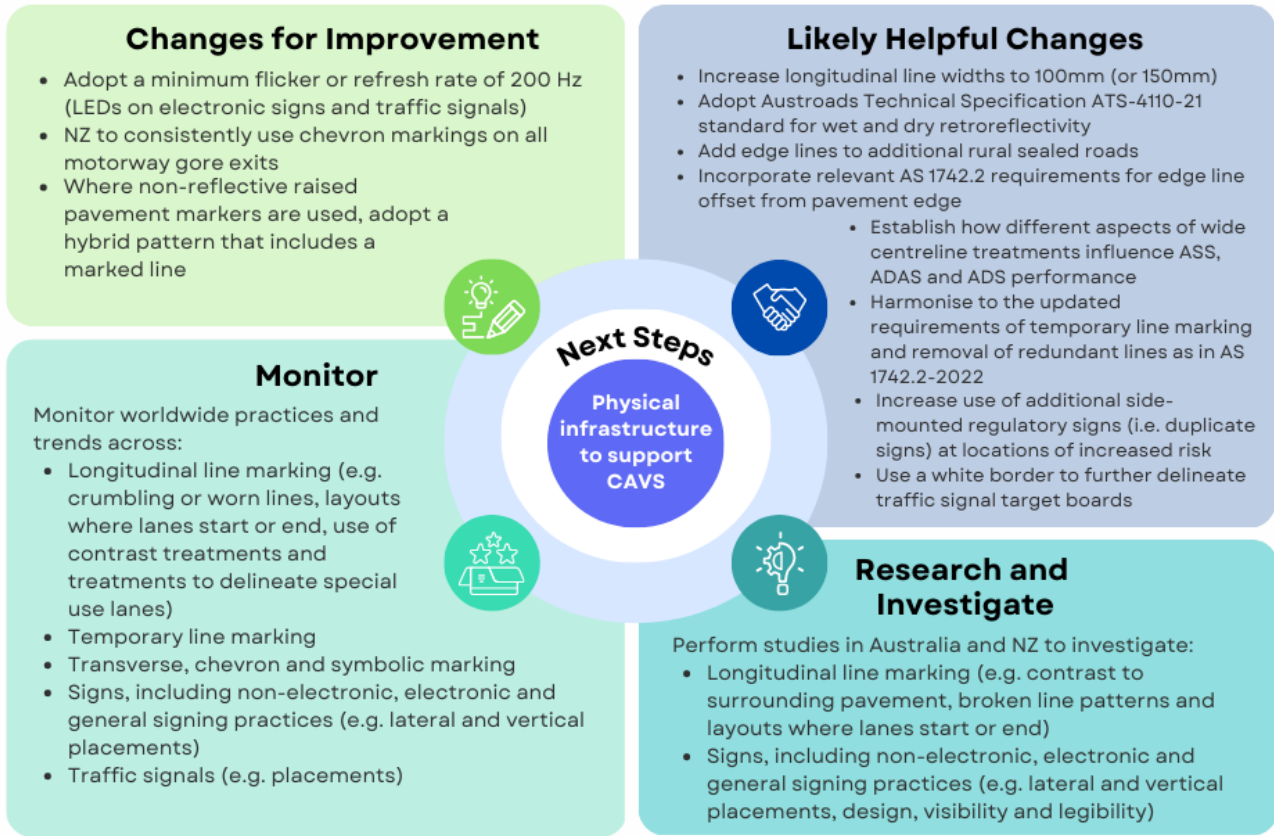 Changes for Improvement
• Adopt a minimum flicker or refresh rate of 200 Hz
(LEDs on electronic signs and traffic signals)
• NZ to consistently use chevron markings on all
motorway gore exits
• Where non-reflective raised
pavement markers are used, adopt a
hybrid pattern that includes a
marked line
Likely Helpful Changes
• Increase longitudinal line widths to 100mm (or 150mm)
• Adopt Austroads Technical Specification ATS-4110-21
standard for wet and dry retroreflectivity
• Add edge lines to additional rural sealed roads
• Incorporate relevant AS 1742.2 requirements for edge line
offset from pavement edge
• Establish how different aspects of wide
centreline treatments influence ASS,
ADAS and ADS performance
• Harmonise to the updated
requirements of temporary line marking
and removal of redundant lines as in AS
1742.2-2022
• Increase use of additional side-
mounted regulatory signs (i.e. duplicate
signs) at locations of increased risk
• Use a white border to further delineate
traffic signal target boards
Next Steps
Physical
infrastructure
to support
CAVS
Monitor
Monitor worldwide practices and
trends across:
• Longitudinal line marking (e.g.
crumbling or worn lines, layouts
where lanes start or end, use of
contrast treatments and
treatments to delineate special
use lanes)
• Temporary line marking
• Transverse, chevron and symbolic marking
• Signs, including non-electronic, electronic and
general signing practices (e.g. lateral and vertical
placements)
• Traffic signals (e.g. placements)
Research and
Investigate
Perform studies in Australia and NZ to investigate:
• Longitudinal line marking (e.g. contrast to
surrounding pavement, broken line patterns and
layouts where lanes start or end)
• Signs, including non-electronic, electronic and
general signing practices (e.g. lateral and vertical
placements, design, visibility and legibility)